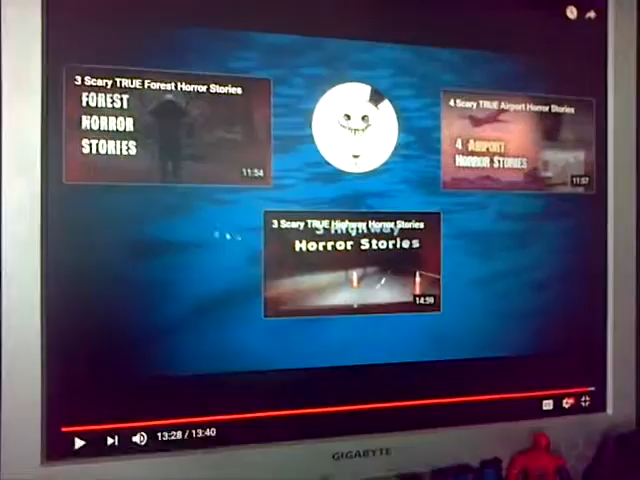 3 Scary TRUE Forest Horror Stories
FOREST
HORROR
STORIES
11:54
4 Scary TRUE Airport Horror Stories
4 AIRPORT
HORROR STORIES
11:57
3 Scary TRUE Highway Horror Stories
3 Highway
Horror Stories
14:59
13:28 / 13:40
GIGABYTE